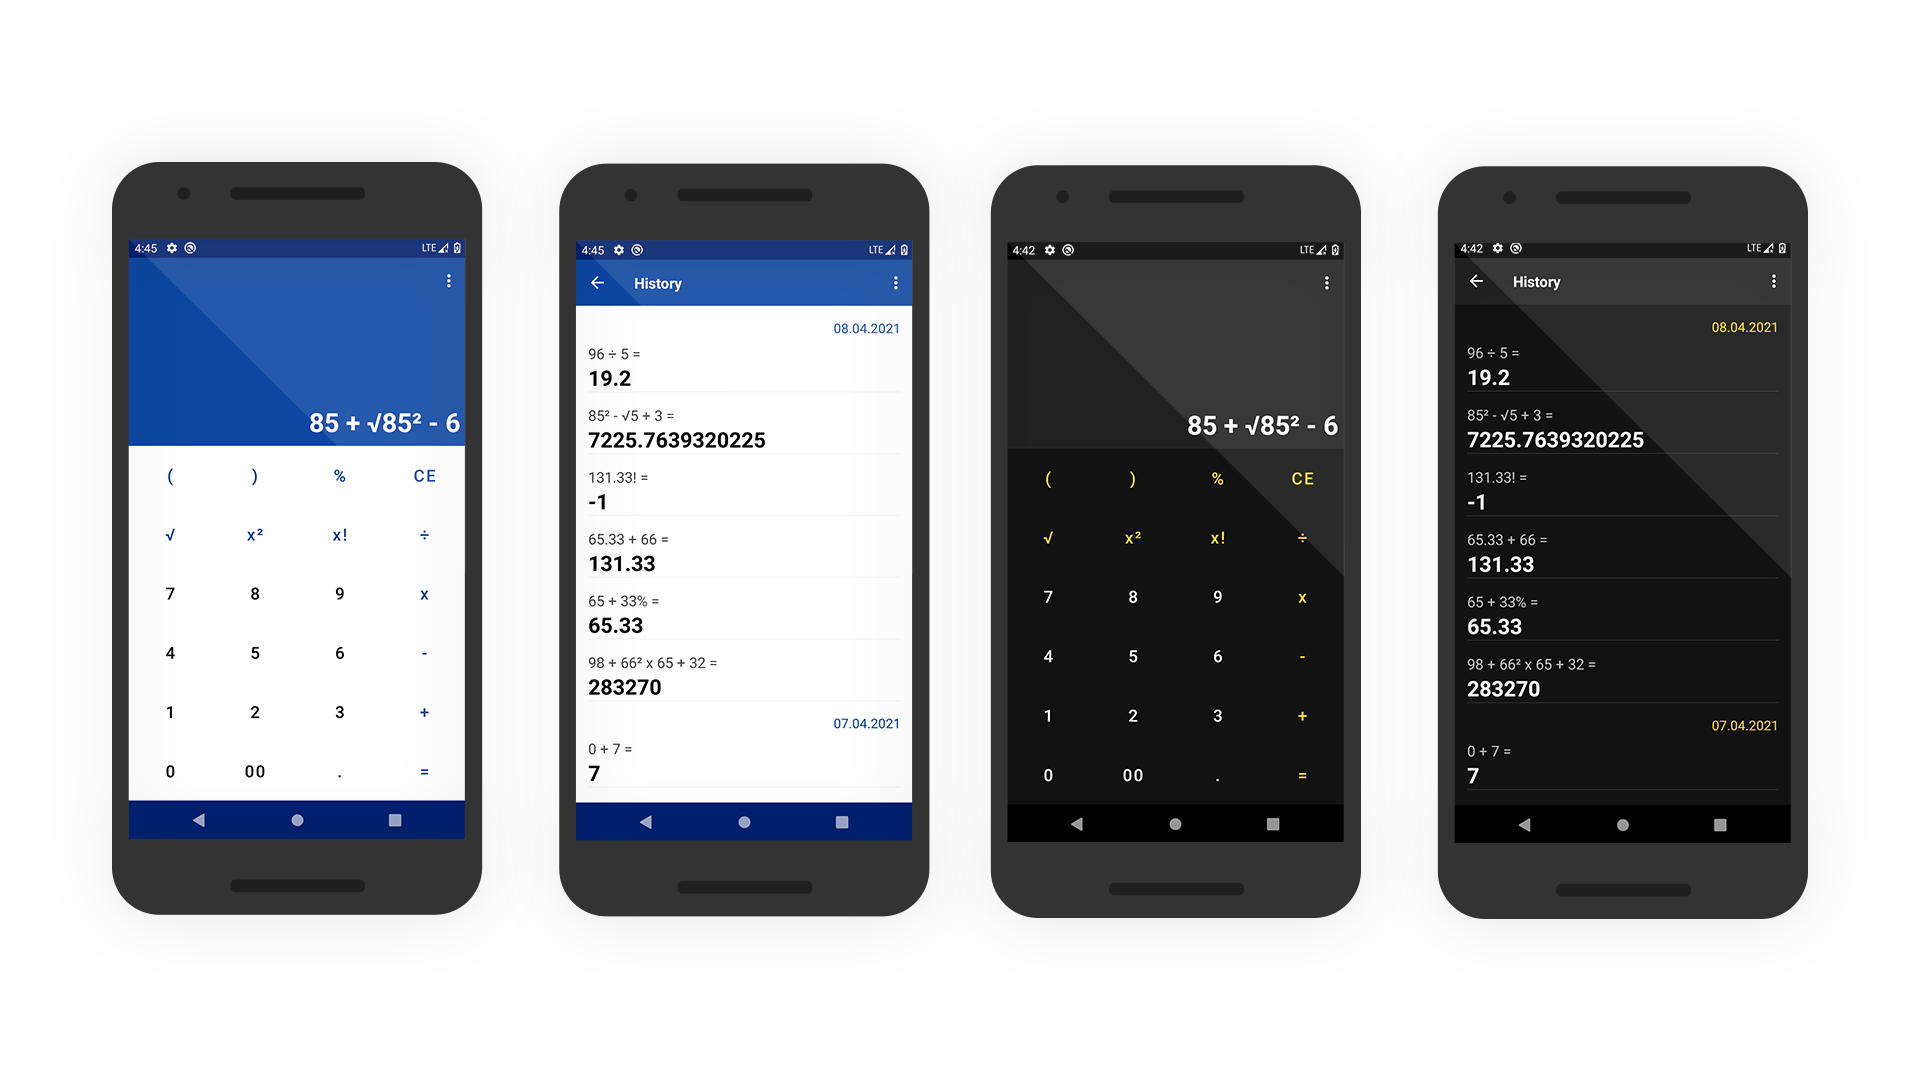 4:45 LTE
85 + √85² - 6
( ) % CE
√ x² x! ÷
7 8 9 x
4 5 6 -
1 2 3 +
0 00 . =
4:45 LTE
History
08.04.2021
96 ÷ 5 =
19.2
85² - √5 + 3 =
7225.7639320225
131.33! =
-1
65.33 + 66 =
131.33
65 + 33% =
65.33
98 + 66² x 65 + 32 =
283270
07.04.2021
0 + 7 =
7
4:42 LTE
85 + √85² - 6
( ) % CE
√ x² x! ÷
7 8 9 x
4 5 6 -
1 2 3 +
0 00 . =
4:42 LTE
History
08.04.2021
96 ÷ 5 =
19.2
85² - √5 + 3 =
7225.7639320225
131.33! =
-1
65.33 + 66 =
131.33
65 + 33% =
65.33
98 + 66² x 65 + 32 =
283270
07.04.2021
0 + 7 =
7